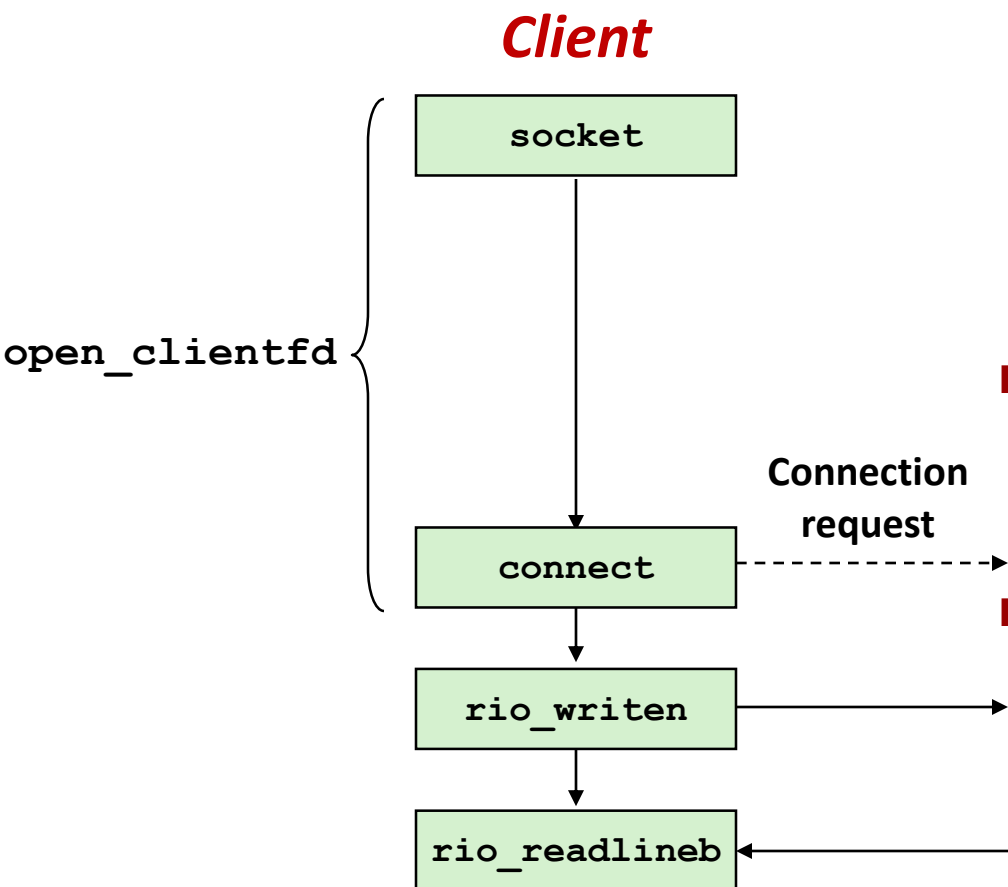 Client
socket
open_clientfd
Connection
request
connect
rio_writen
rio_readlineb